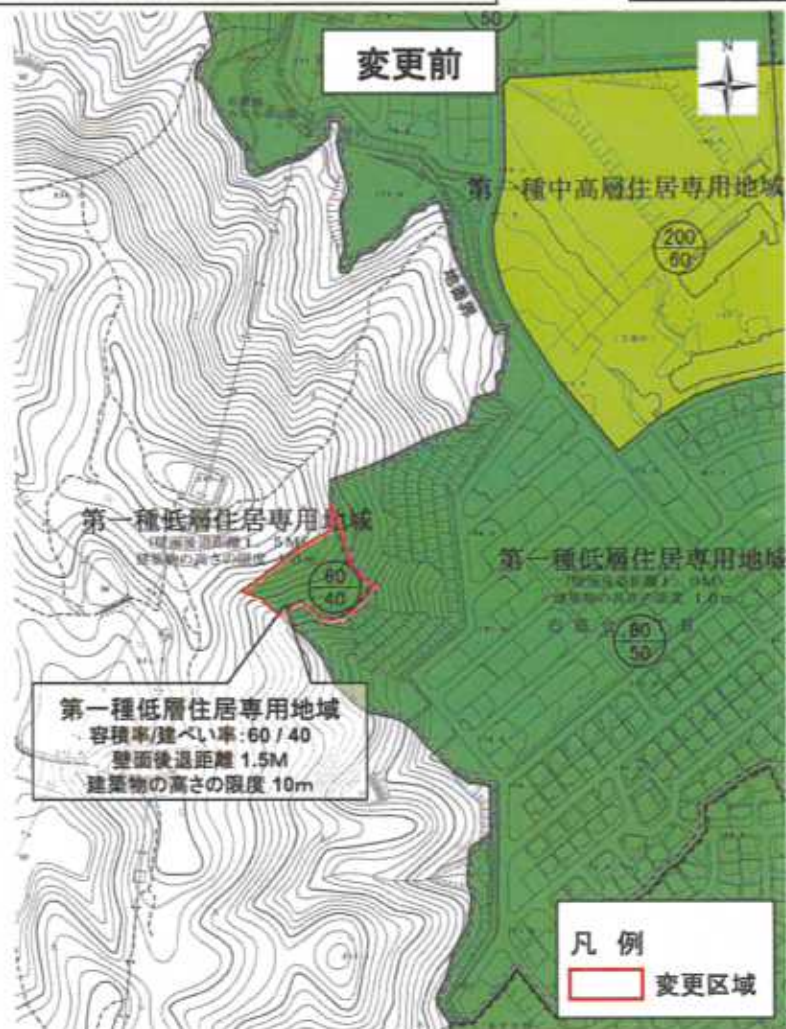 50
変更前
N
第一種中高層住居専用地域
200
60
地番界
第一種低層住居専用地域
60
40
第一種低層住居専用地域
80
50
第一種低層住居専用地域
容積率/建ぺい率:60 / 40
壁面後退距離 1.5M
建築物の高さの限度 10m
凡 例
変更区域